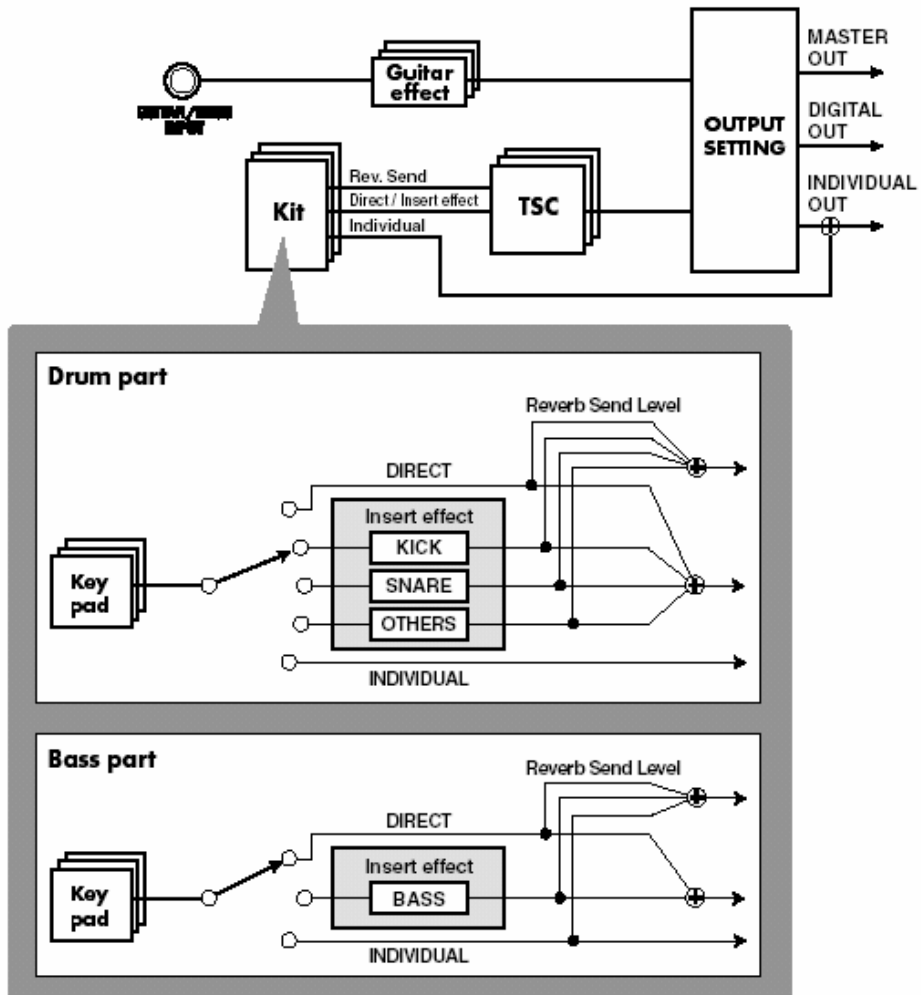 MASTER
OUT
Guitar
effect
DIGITAL
OUT
OUTPUT
SETTING
INPUT
Rev. Send
Direct / Insert effect
Individual
Kit
TSC
INDIVIDUAL
OUT
Drum part
Reverb Send Level
DIRECT
Insert effect
KICK
Key
pad
SNARE
OTHERS
INDIVIDUAL
Bass part
Reverb Send Level
DIRECT
Insert effect
Key
pad
BASS
INDIVIDUAL